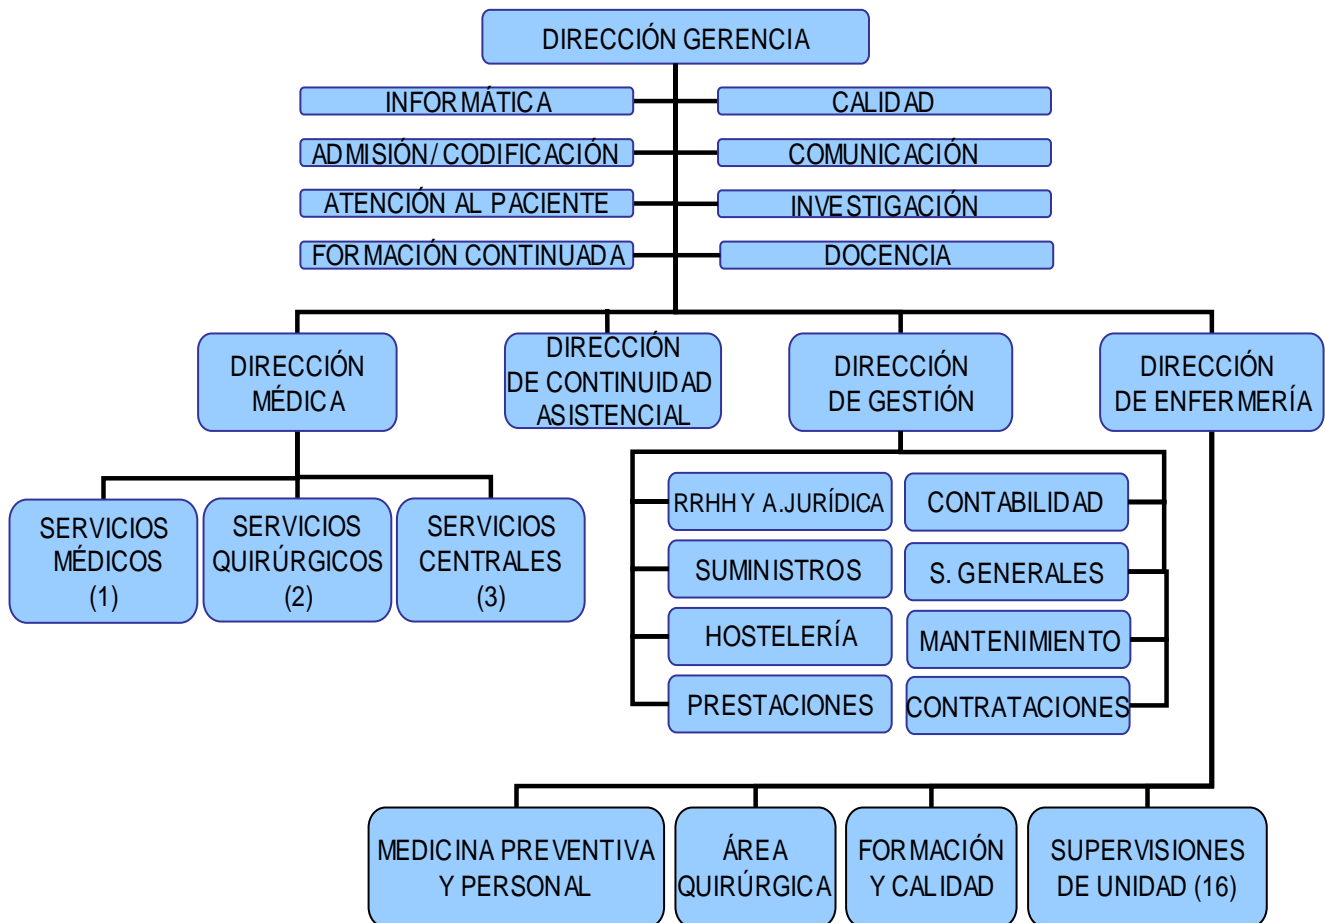 DIRECCIÓN GERENCIA
INFORMÁTICA
CALIDAD
ADMISIÓN/CODIFICACIÓN
COMUNICACIÓN
ATENCIÓN AL PACIENTE
INVESTIGACIÓN
FORMACIÓN CONTINUADA
DOCENCIA
DIRECCIÓN
MÉDICA
DIRECCIÓN
DE CONTINUIDAD
ASISTENCIAL
DIRECCIÓN
DE GESTIÓN
DIRECCIÓN
DE ENFERMERÍA
SERVICIOS
MÉDICOS
(1)
SERVICIOS
QUIRÚRGICOS
(2)
SERVICIOS
CENTRALES
(3)
RRHH Y A.JURÍDICA
CONTABILIDAD
SUMINISTROS
S. GENERALES
HOSTELERÍA
MANTENIMIENTO
PRESTACIONES
CONTRATACIONES
MEDICINA PREVENTIVA
Y PERSONAL
ÁREA
QUIRÚRGICA
FORMACIÓN
Y CALIDAD
SUPERVISIONES
DE UNIDAD (16)